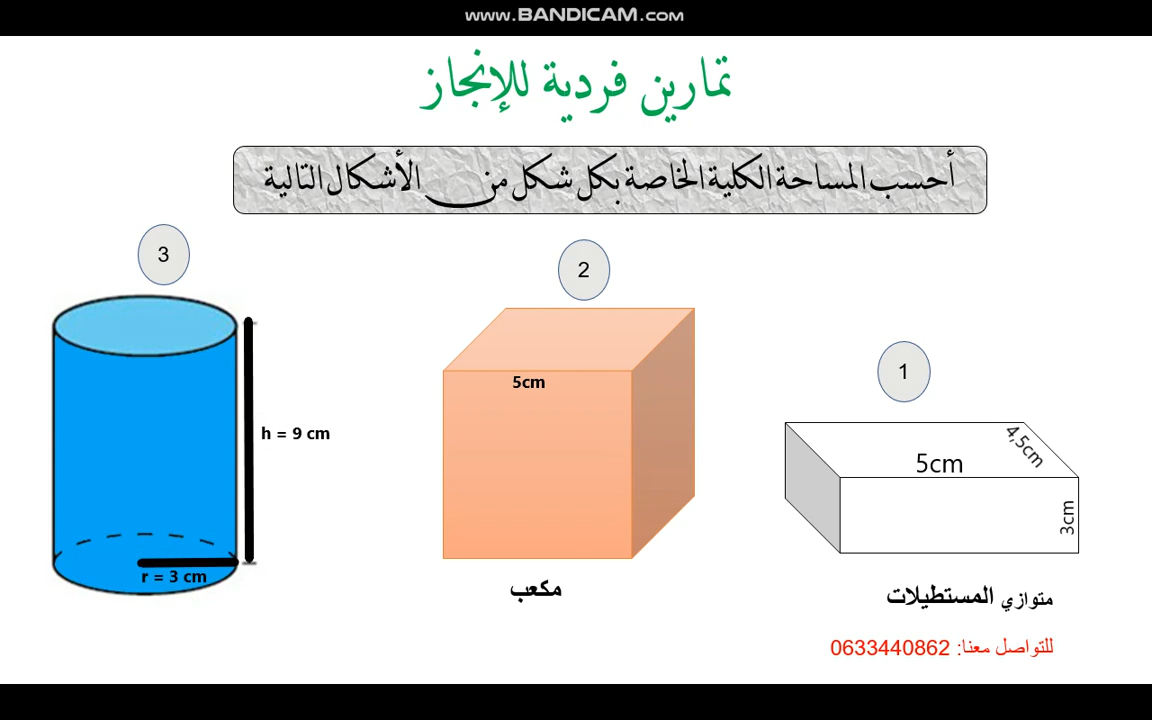 www.BANDICAM.com
تمارين فردية للإنجاز
أحسب المساحة الكلية الخاصة بكل شكل من الأشكال التالية
1
5cm
4,5cm
3cm
متوازي المستطيلات
2
5cm
مكعب
3
h = 9 cm
r = 3 cm
للتواصل معنا: 0633440862